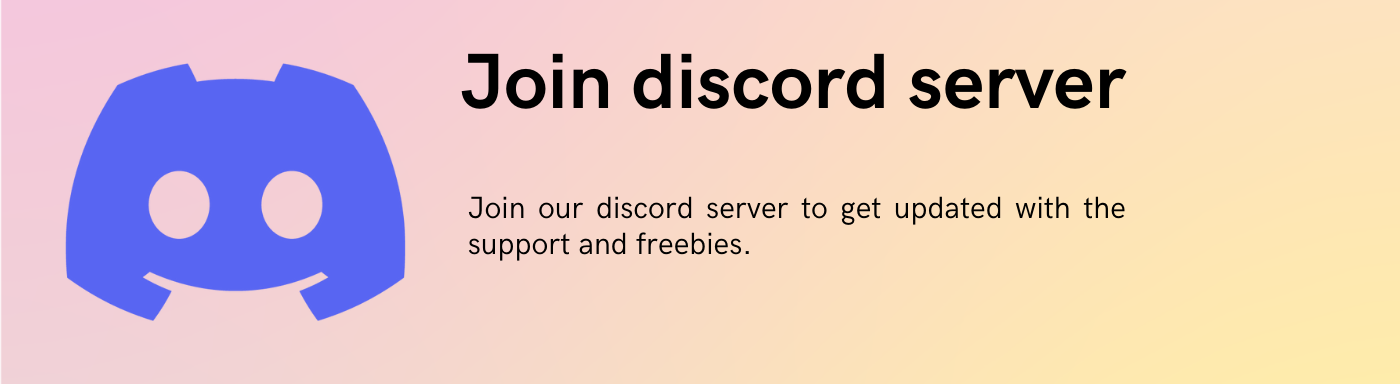 Join discord server
Join our discord server to get updated with the
support and freebies.